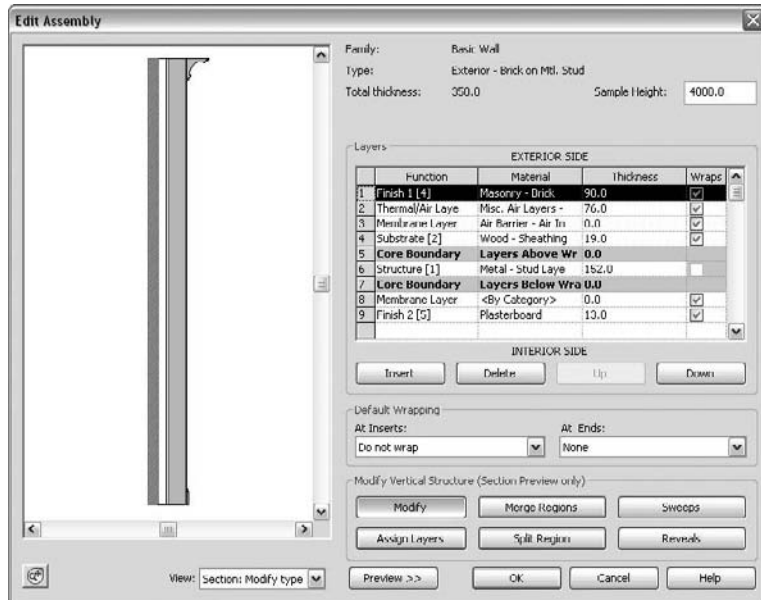 Edit Assembly
Family: Basic Wall
Type: Exterior - Brick on Mtl. Stud
Total thickness: 350.0 Sample Height: 4000.0
Layers
EXTERIOR SIDE
Function Material Thickness Wraps
1 Finish 1 [4] Masonry - Brick 90.0
2 Thermal/Air Laye Misc. Air Layers - 76.0
3 Membrane Layer Air Barrier - Air In 0.0
4 Substrate [2] Wood - Sheathing 19.0
5 Core Boundary Layers Above Wr 0.0
6 Structure [1] Metal - Stud Laye 152.0
7 Core Boundary Layers Below Wra 0.0
8 Membrane Layer <By Category> 0.0
9 Finish 2 [5] Plasterboard 13.0
INTERIOR SIDE
Insert Delete Up Down
Default Wrapping
At Inserts: At Ends:
Do not wrap None
Modify Vertical Structure (Section Preview only)
Modify Merge Regions Sweeps
Assign Layers Split Region Reveals
View: Section: Modify type Preview >> OK Cancel Help